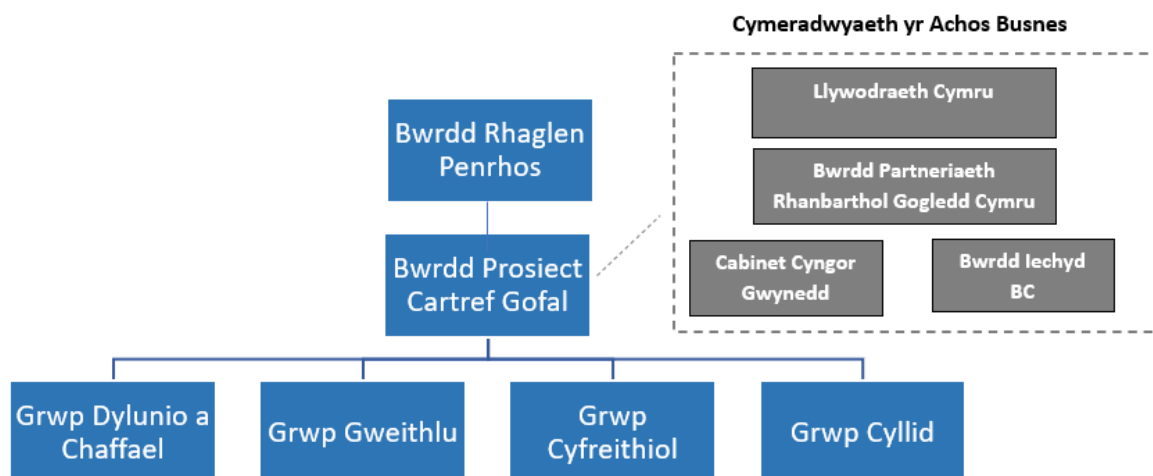 Cymeradwyaeth yr Achos Busnes
Llywodraeth Cymru
Bwrdd Partneriaeth
Rhanbarthol Gogledd Cymru
Cabinet Cyngor
Gwynedd
Bwrdd Iechyd
BC
Bwrdd Rhaglen
Penrhos
Bwrdd Prosiect
Cartref Gofal
Grwp Dylunio a
Chaffael
Grwp Gweithlu
Grwp
Cyfreithiol
Grwp Cyllid